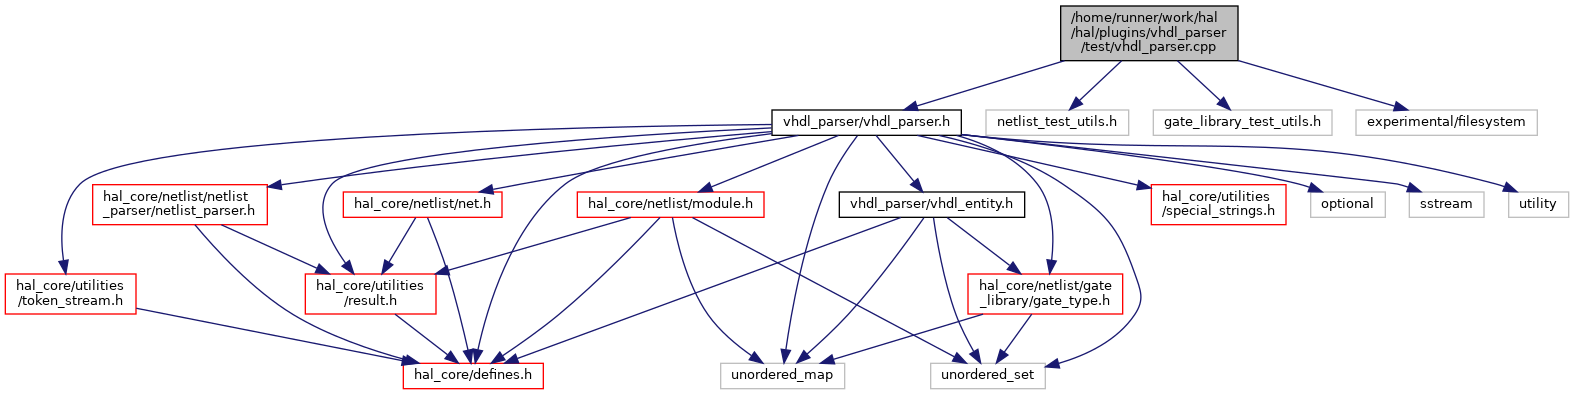 /home/runner/work/hal
/hal/plugins/vhdl_parser
/test/vhdl_parser.cpp
vhdl_parser/vhdl_parser.h
netlist_test_utils.h
gate_library_test_utils.h
experimental/filesystem
hal_core/netlist/netlist
_parser/netlist_parser.h
hal_core/netlist/net.h
hal_core/netlist/module.h
vhdl_parser/vhdl_entity.h
hal_core/utilities
/special_strings.h
optional
sstream
utility
hal_core/utilities
/token_stream.h
hal_core/utilities
/result.h
hal_core/netlist/gate
_library/gate_type.h
hal_core/defines.h
unordered_map
unordered_set